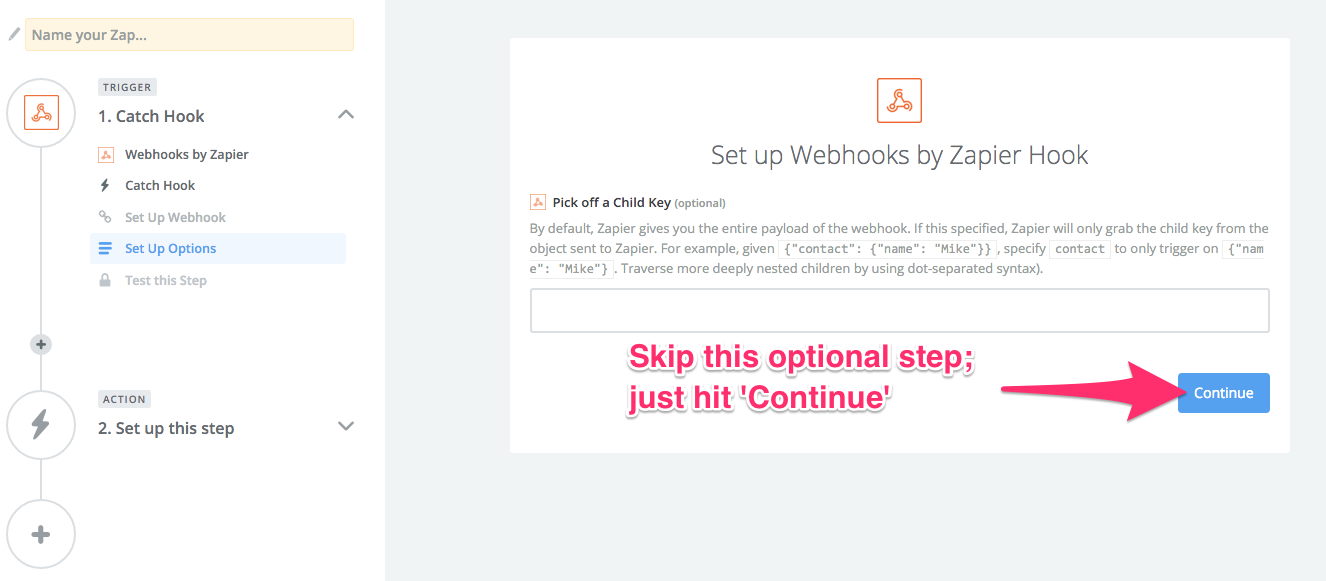 Name your Zap...
TRIGGER
1. Catch Hook
Webhooks by Zapier
Catch Hook
Set Up Webhook
Set Up Options
Test this Step
ACTION
2. Set up this step
Set up Webhooks by Zapier Hook
Pick off a Child Key (optional)
By default, Zapier gives you the entire payload of the webhook. If this specified, Zapier will only grab the child key from the
object sent to Zapier. For example, given {"contact": {"name": "Mike"}} , specify contact to only trigger on {"nam
e": "Mike"} . Traverse more deeply nested children by using dot-separated syntax).
Skip this optional step;
just hit 'Continue'
Continue